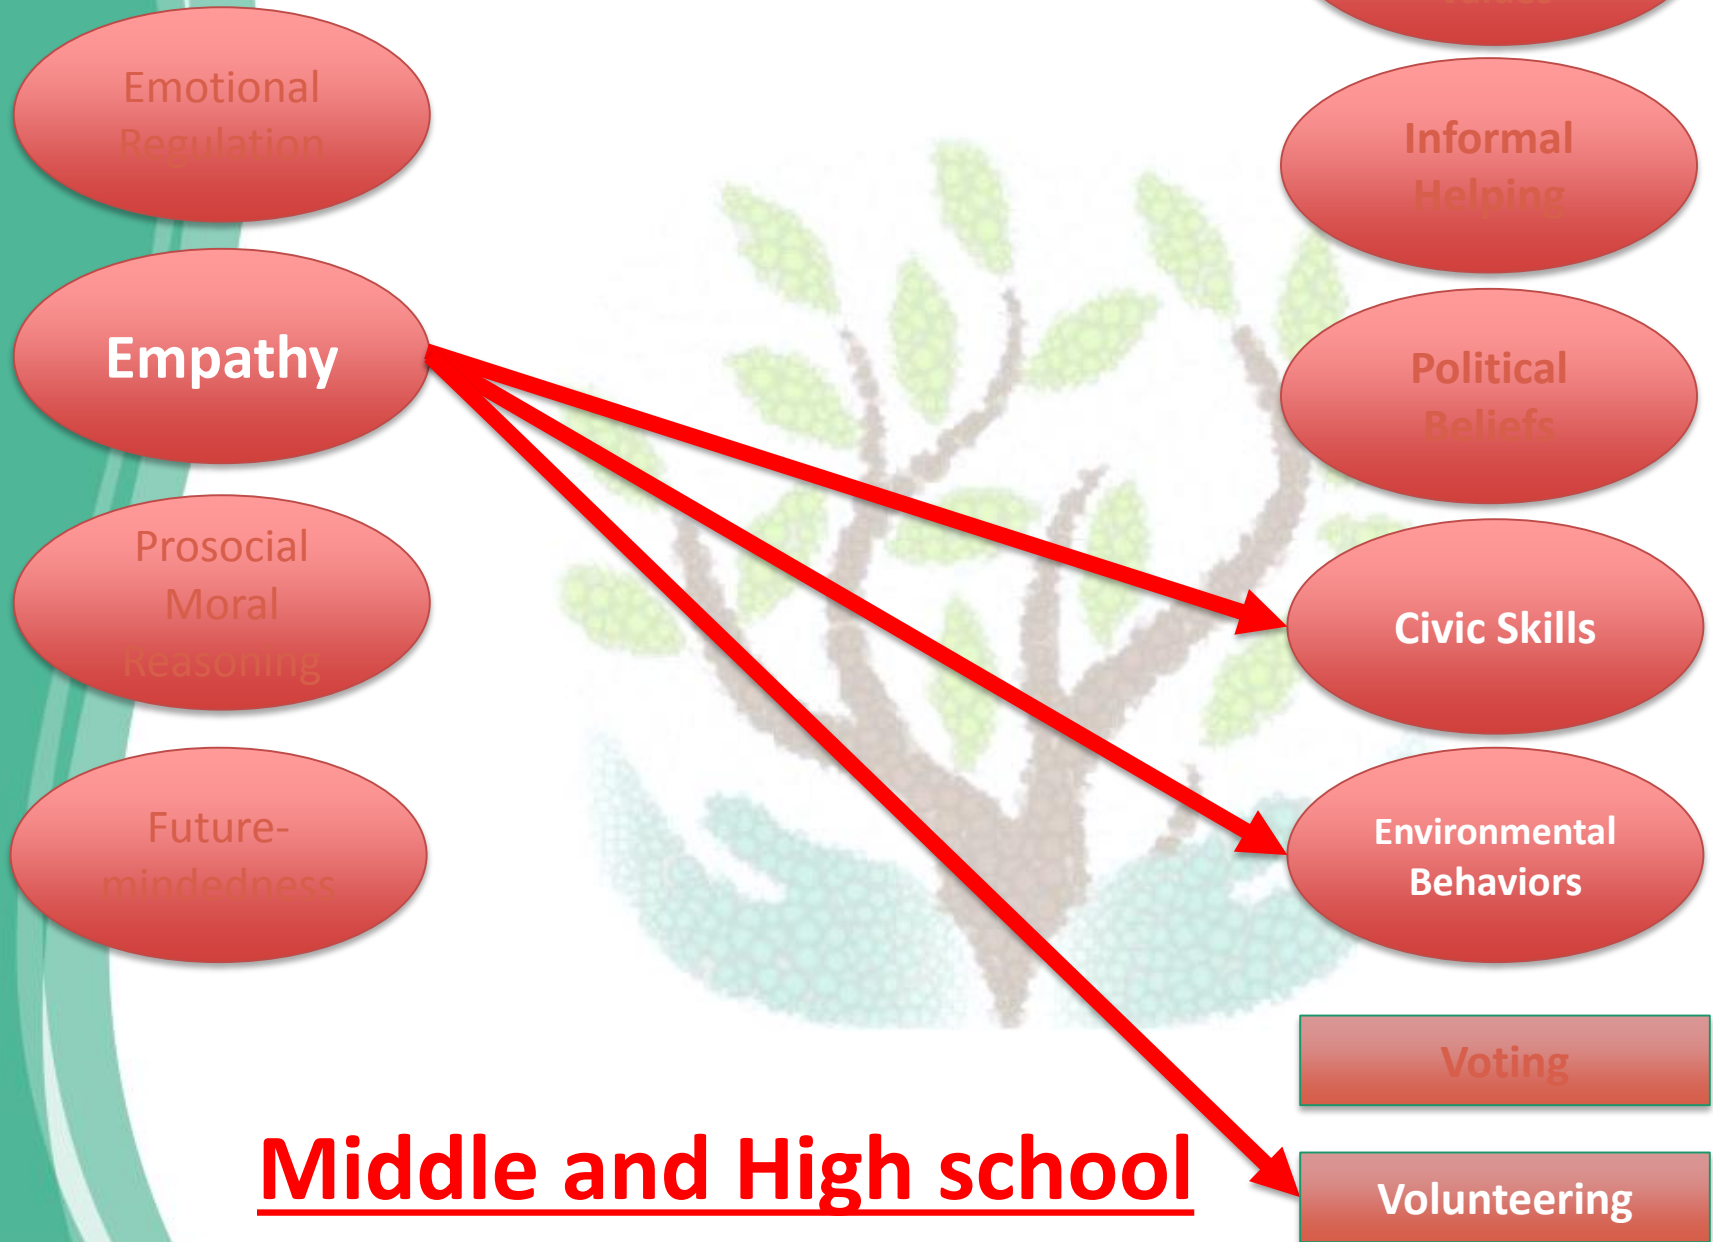 Emotional
Regulation
Empathy
Prosocial
Moral
Reasoning
Future-
mindedness
Informal
Helping
Political
Beliefs
Civic Skills
Environmental
Behaviors
Voting
Volunteering
Middle and High school